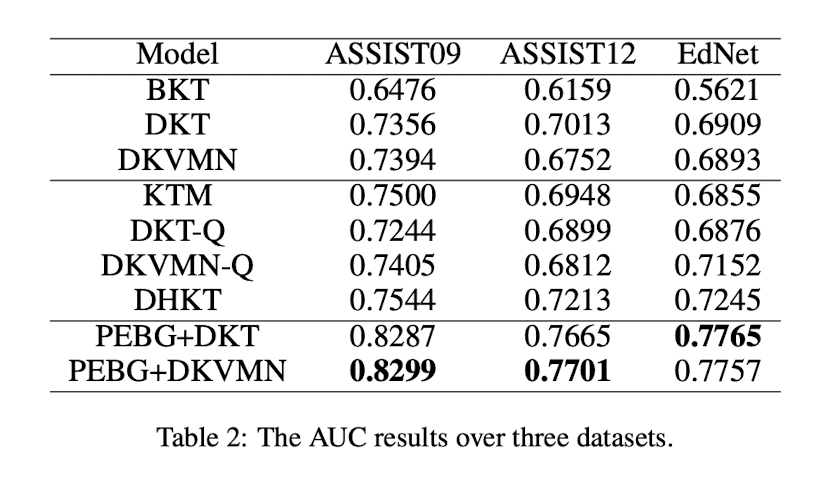 Model ASSIST09 ASSIST12 EdNet
BKT 0.6476 0.6159 0.5621
DKT 0.7356 0.7013 0.6909
DKVMN 0.7394 0.6752 0.6893
KTM 0.7500 0.6948 0.6855
DKT-Q 0.7244 0.6899 0.6876
DKVMN-Q 0.7405 0.6812 0.7152
DHKT 0.7544 0.7213 0.7245
PEBG+DKT 0.8287 0.7665 0.7765
PEBG+DKVMN 0.8299 0.7701 0.7757
Table 2: The AUC results over three datasets.